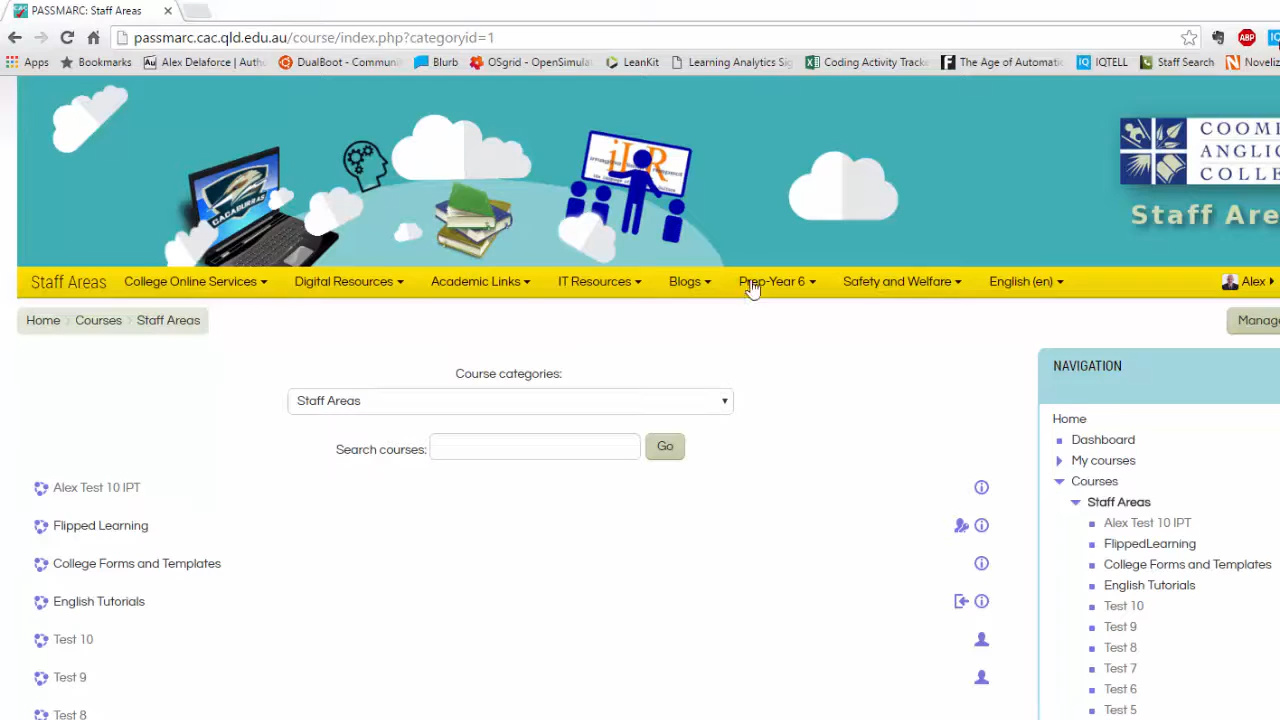 PASSMARC: Staff Areas
passmarc.cac.qld.edu.au/course/index.php?categoryid=1
Apps Bookmarks Alex Delaforce | Auth DualBoot - Communi Blurb OSgrid - OpenSimula LeanKit Learning Analytics Sig Coding Activity Tracke The Age of Automatic IQTELL Staff Search Noveliz
ABP IQ
COOME
ANGLIC
COLLE
Staff Are
Staff Areas College Online Services Digital Resources Academic Links IT Resources Blogs Prep-Year 6 Safety and Welfare English (en) Alex
Home Courses Staff Areas
Manage
Course categories:
Staff Areas
Search courses: Go
Alex Test 10 IPT
Flipped Learning
College Forms and Templates
English Tutorials
Test 10
Test 9
Test 8
NAVIGATION
Home
Dashboard
My courses
Courses
Staff Areas
Alex Test 10 IPT
FlippedLearning
College Forms and Templates
English Tutorials
Test 10
Test 9
Test 8
Test 7
Test 6
Test 5